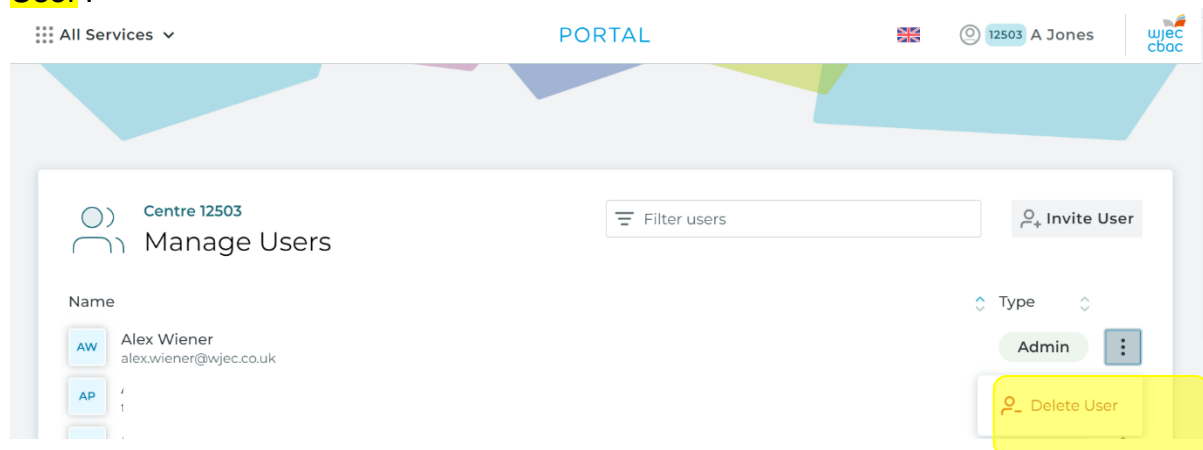 All Services
PORTAL
12503 A Jones
wjec
cbac
Centre 12503
Manage Users
Filter users
Invite User
Name
Type
AW
Alex Wiener
alex.wiener@wjec.co.uk
Admin
AP
Delete User